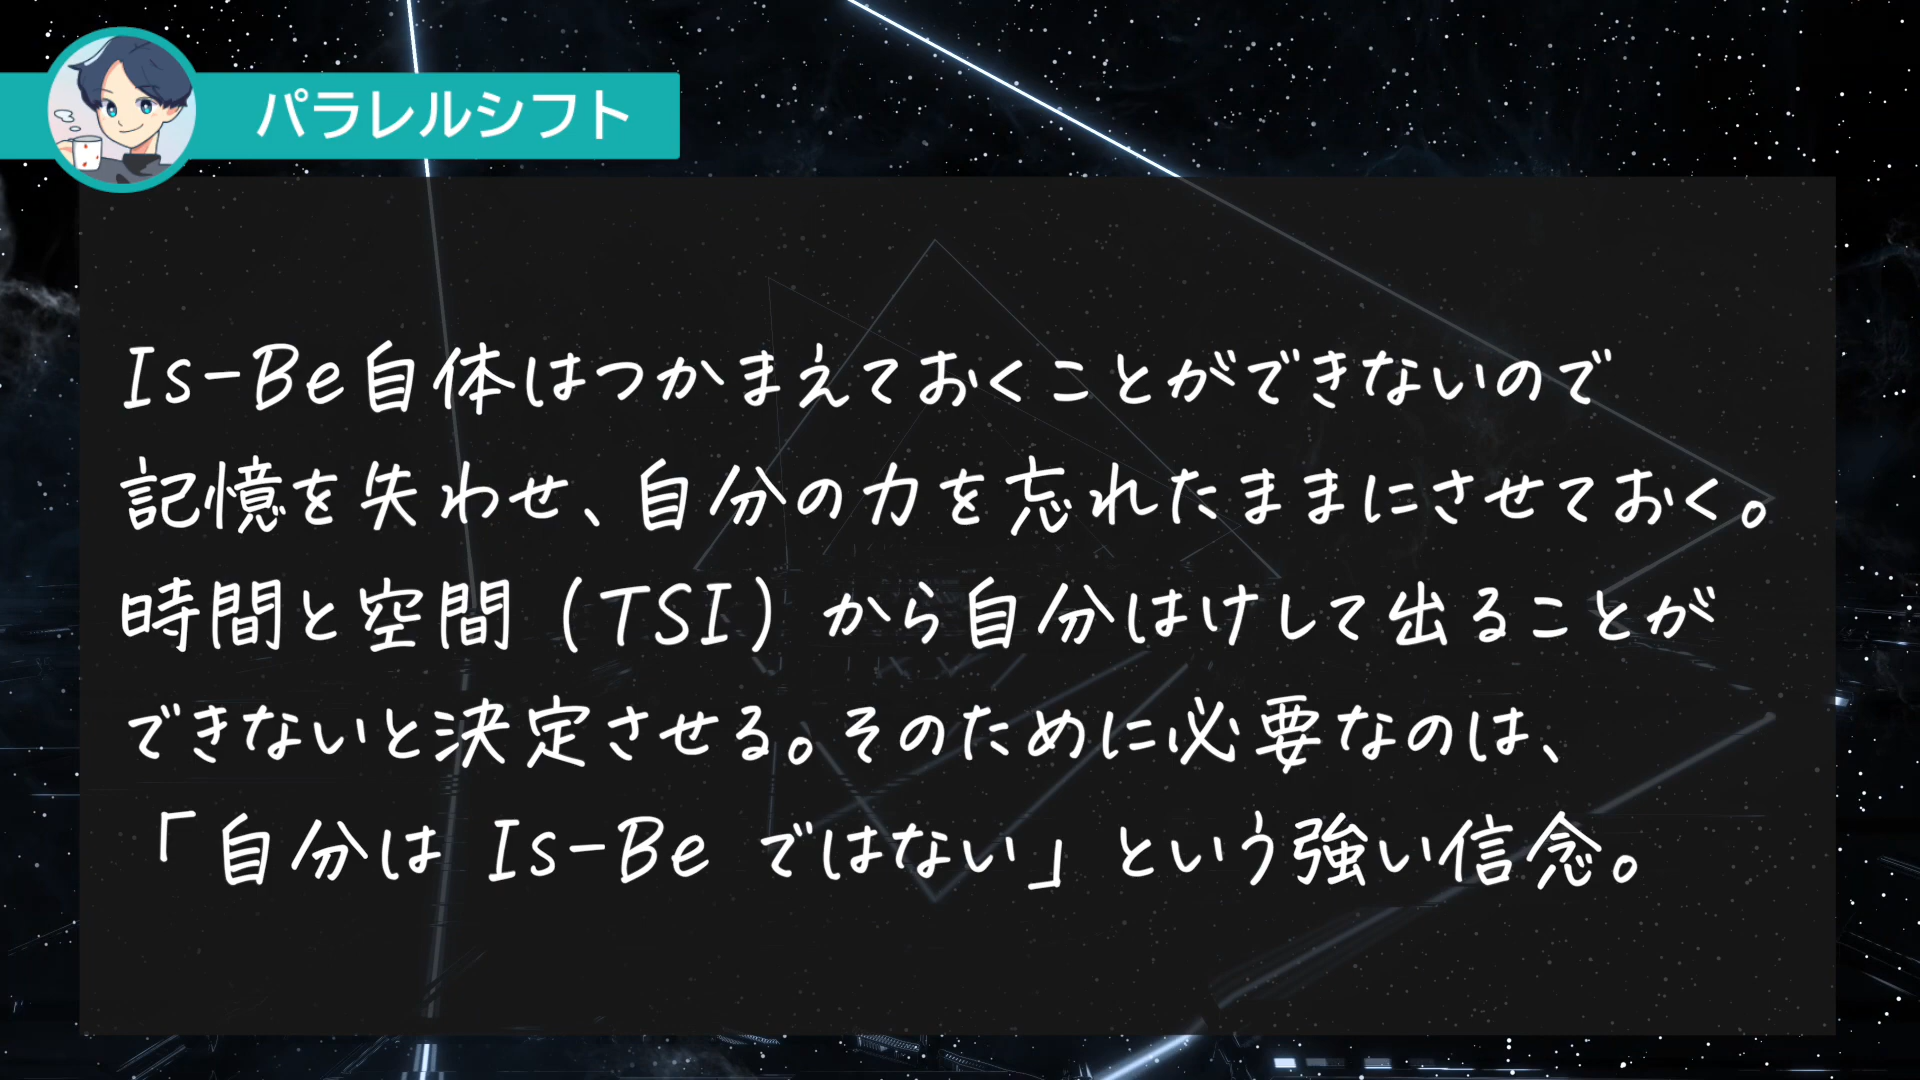 パラレルシフト
Is-Be自体はつかまえておくことができないので
記憶を失わせ、自分の力を忘れたままにさせておく。
時間と空間（TSI）から自分はけして出ることが
できないと決定させる。そのために必要なのは、
「自分は Is-Be ではない」という強い信念。